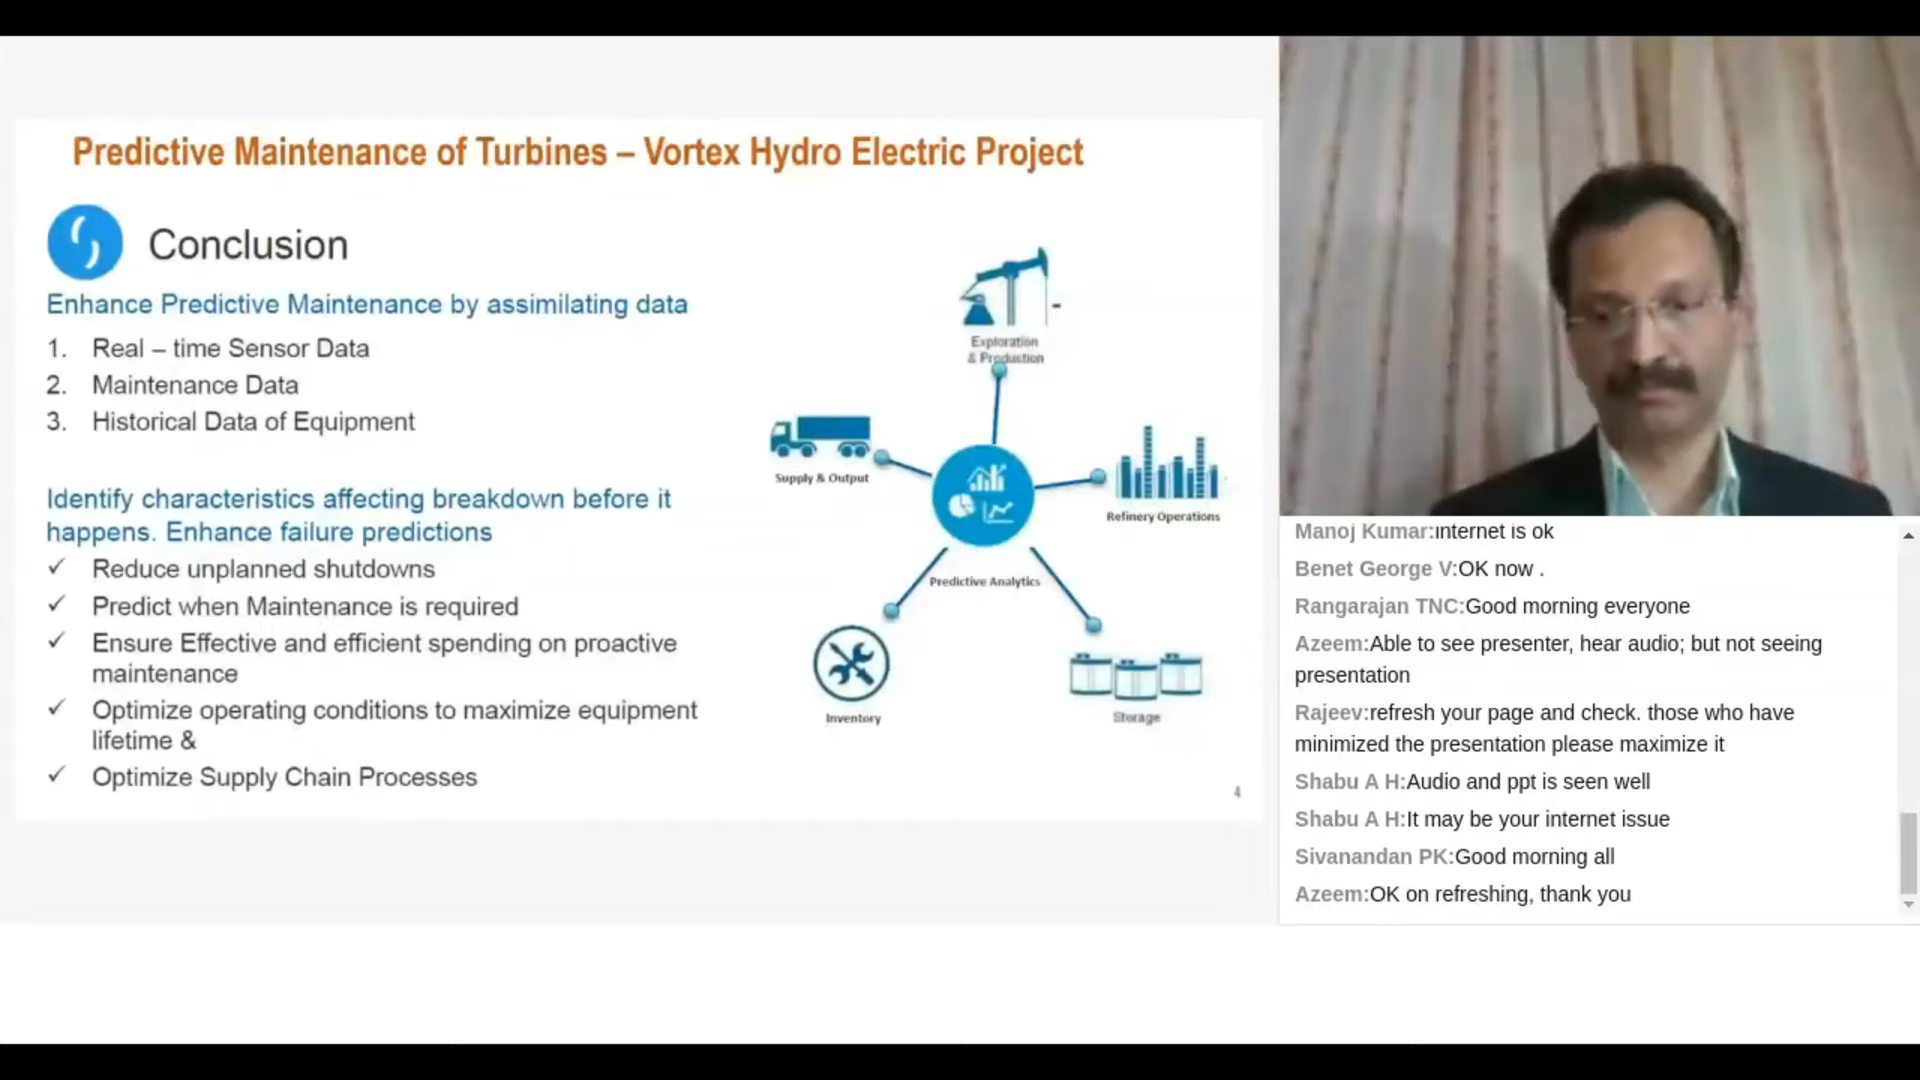 Predictive Maintenance of Turbines – Vortex Hydro Electric Project
Conclusion
Enhance Predictive Maintenance by assimilating data
1. Real – time Sensor Data
2. Maintenance Data
3. Historical Data of Equipment
Identify characteristics affecting breakdown before it
happens. Enhance failure predictions
✓ Reduce unplanned shutdowns
✓ Predict when Maintenance is required
✓ Ensure Effective and efficient spending on proactive
maintenance
✓ Optimize operating conditions to maximize equipment
lifetime &
✓ Optimize Supply Chain Processes
Exploration
& Production
Supply & Output
Refinery Operations
Predictive Analytics
Inventory
Storage
4
Manoj Kumar:internet is ok
Benet George V:OK now .
Rangarajan TNC:Good morning everyone
Azeem:Able to see presenter, hear audio; but not seeing
presentation
Rajeev:refresh your page and check. those who have
minimized the presentation please maximize it
Shabu A H:Audio and ppt is seen well
Shabu A H:It may be your internet issue
Sivanandan PK:Good morning all
Azeem:OK on refreshing, thank you